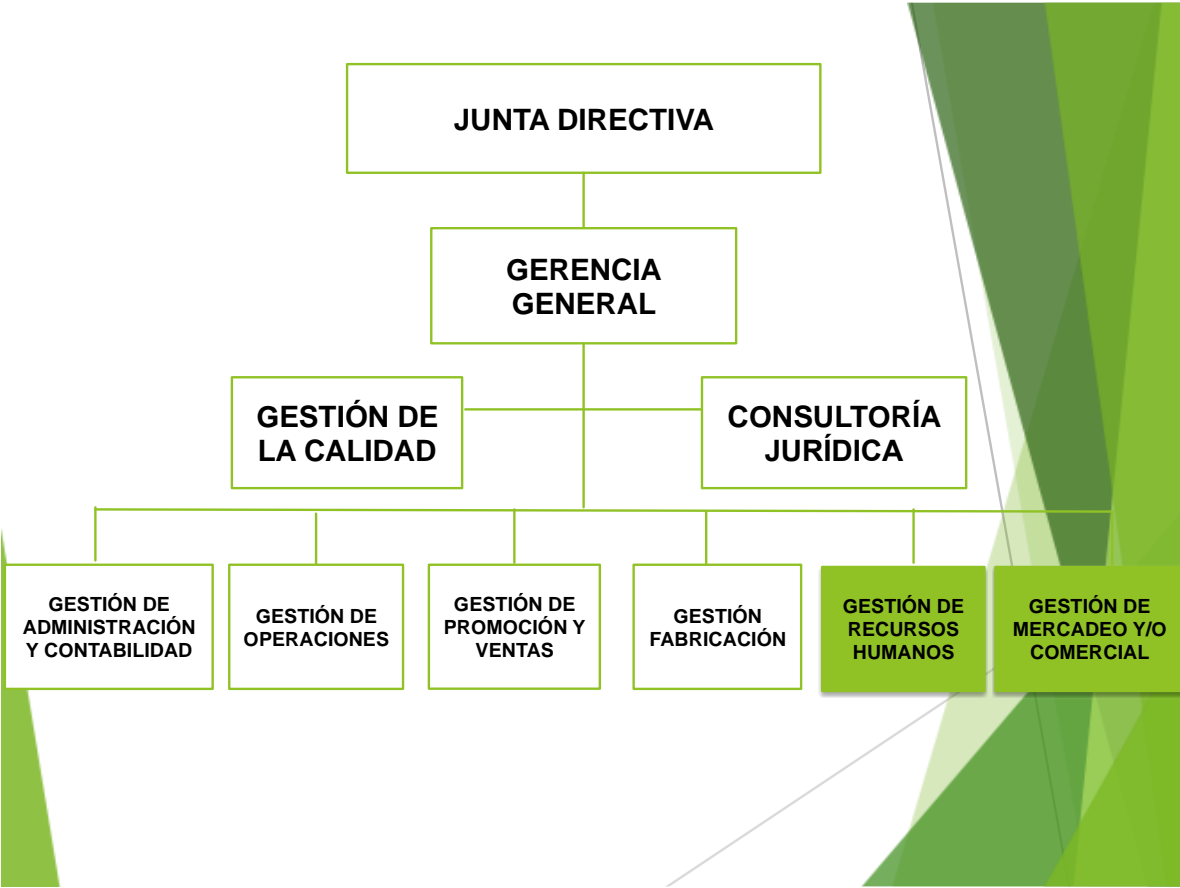 JUNTA DIRECTIVA
GERENCIA
GENERAL
GESTIÓN DE
LA CALIDAD
CONSULTORÍA
JURÍDICA
GESTIÓN DE
ADMINISTRACIÓN
Y CONTABILIDAD
GESTIÓN DE
OPERACIONES
GESTIÓN DE
PROMOCIÓN Y
VENTAS
GESTIÓN
FABRICACIÓN
GESTIÓN DE
RECURSOS
HUMANOS
GESTIÓN DE
MERCADEO Y/O
COMERCIAL